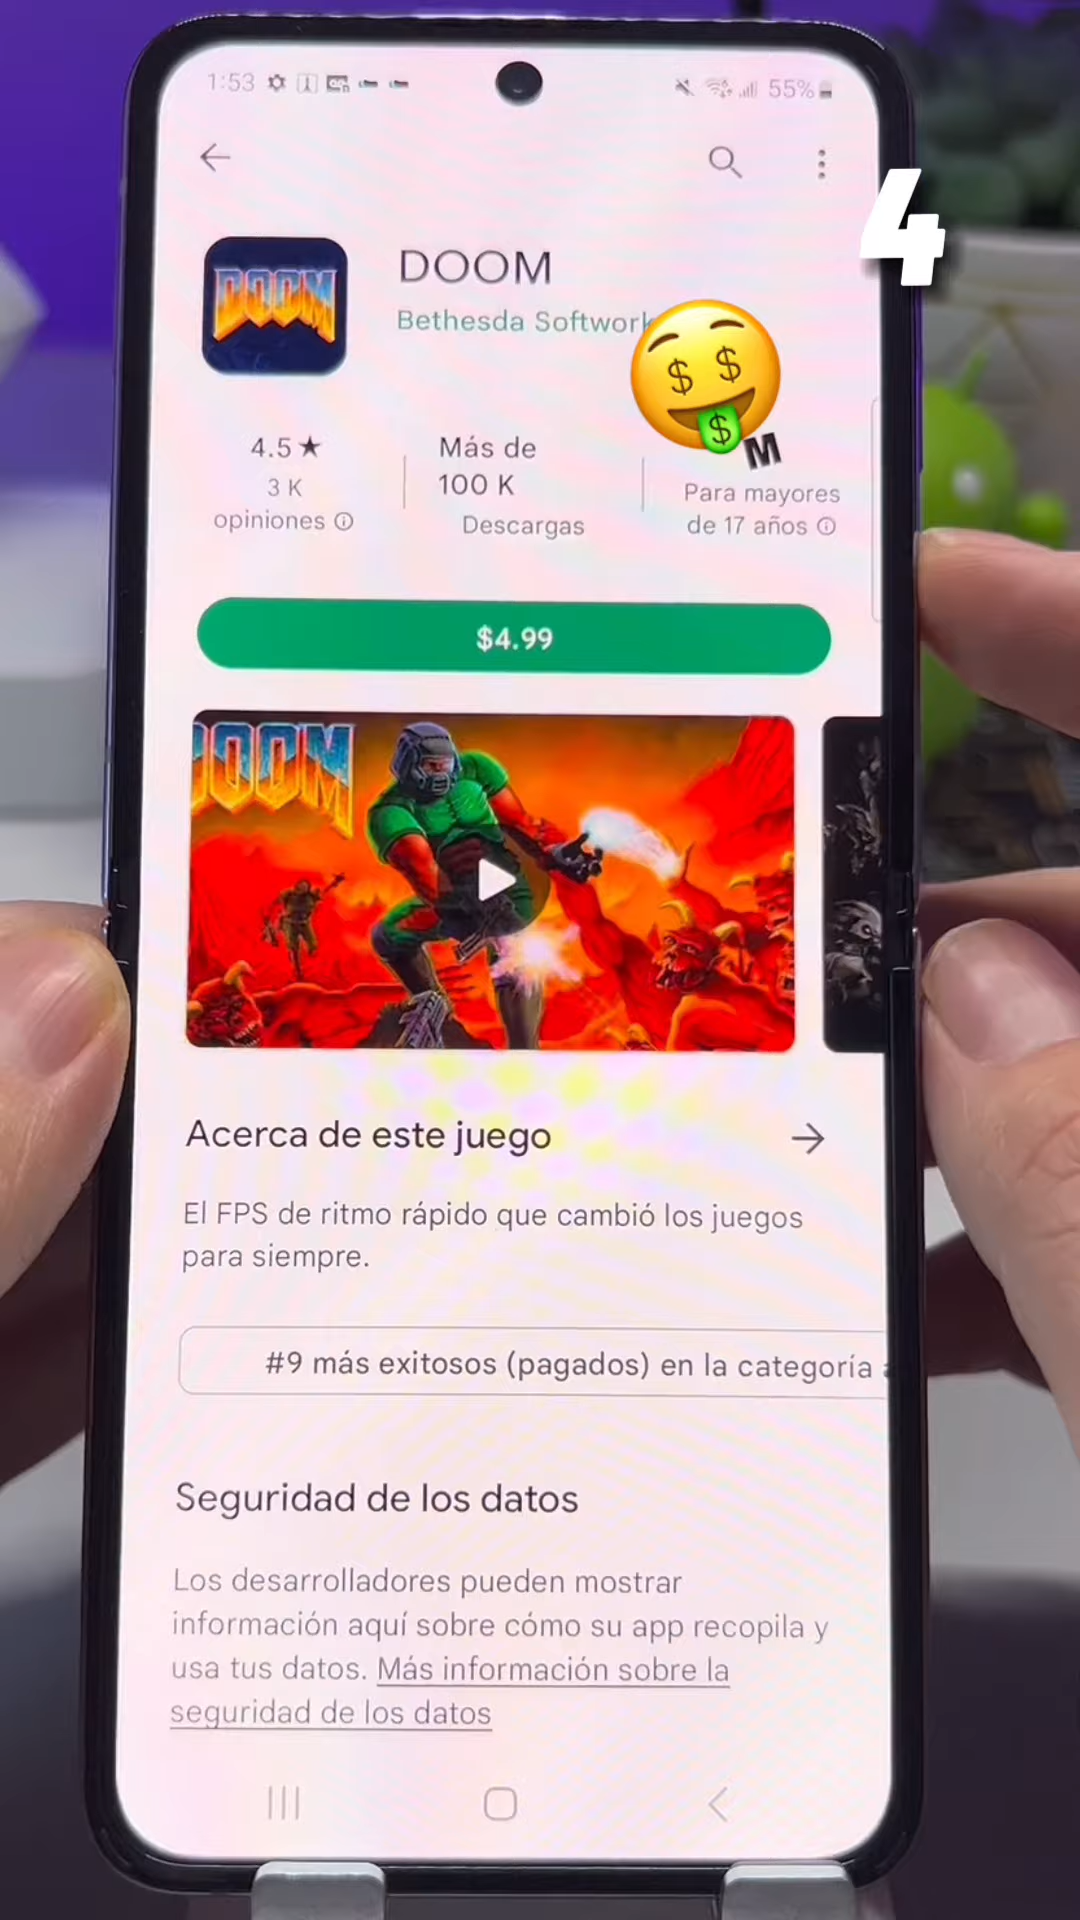 1:53
55%
4
DOOM
DOOM
Bethesda Softwork
$ $
$
4.5★
3 K
opiniones
Más de
100 K
Descargas
M
Para mayores
de 17 años
$4.99
DOOM
Acerca de este juego
El FPS de ritmo rápido que cambió los juegos
para siempre.
#9 más exitosos (pagados) en la categoría
Seguridad de los datos
Los desarrolladores pueden mostrar
información aquí sobre cómo su app recopila y
usa tus datos. Más información sobre la
seguridad de los datos